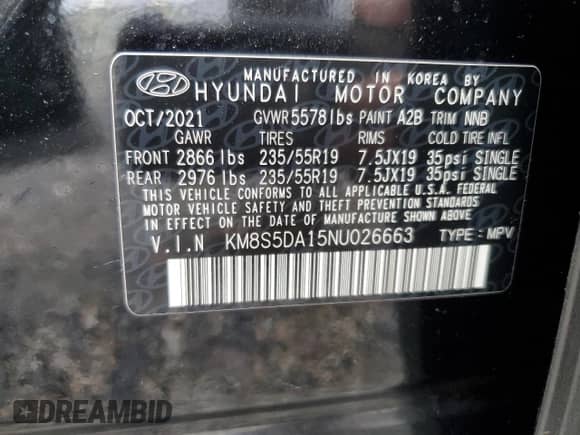 MANUFACTURED IN KOREA BY
HYUNDAI MOTOR COMPANY
OCT/2021 GVWR 5578 lbs PAINT A2B TRIM NNB
GAWR TIRES RIMS COLD TIRE INFL
FRONT 2866 lbs 235/55R19 7.5JX19 35psi SINGLE
REAR 2976 lbs 235/55R19 7.5JX19 35psi SINGLE
THIS VEHICLE CONFORMS TO ALL APPLICABLE U.S.A. FEDERAL
MOTOR VEHICLE SAFETY AND THEFT PREVENTION STANDARDS
IN EFFECT ON THE DATE OF MANUFACTURE SHOWN ABOVE.
V.I.N KM8S5DA15NU026663 TYPE: MPV
DREAMBID